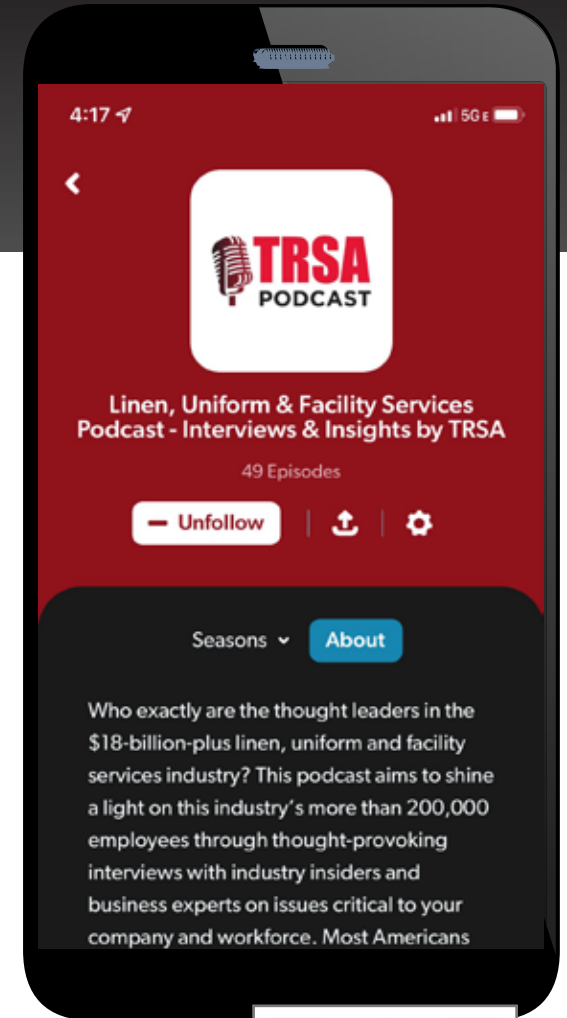 4:17
5G E
TRSA
PODCAST
Linen, Uniform & Facility Services
Podcast - Interviews & Insights by TRSA
49 Episodes
Unfollow
Seasons
About
Who exactly are the thought leaders in the
$18-billion-plus linen, uniform and facility
services industry? This podcast aims to shine
a light on this industry's more than 200,000
employees through thought-provoking
interviews with industry insiders and
business experts on issues critical to your
company and workforce. Most Americans